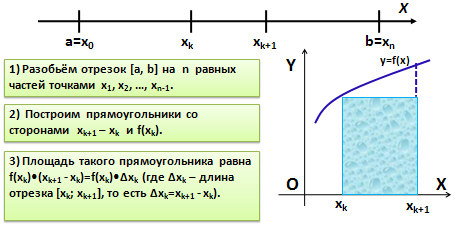 X
a=x₀ xₖ xₖ₊₁ b=xₙ
1) Разобьём отрезок [a, b] на n равных
частей точками x₁, x₂, ..., xₙ₋₁.
2) Построим прямоугольники со
сторонами xₖ₊₁ – xₖ и f(xₖ).
3) Площадь такого прямоугольника равна
f(xₖ)•(xₖ₊₁ - xₖ)=f(xₖ)•Δxₖ (где Δxₖ – длина
отрезка [xₖ; xₖ₊₁], то есть Δxₖ=xₖ₊₁ - xₖ).
Y
y=f(x)
O
X
xₖ xₖ₊₁